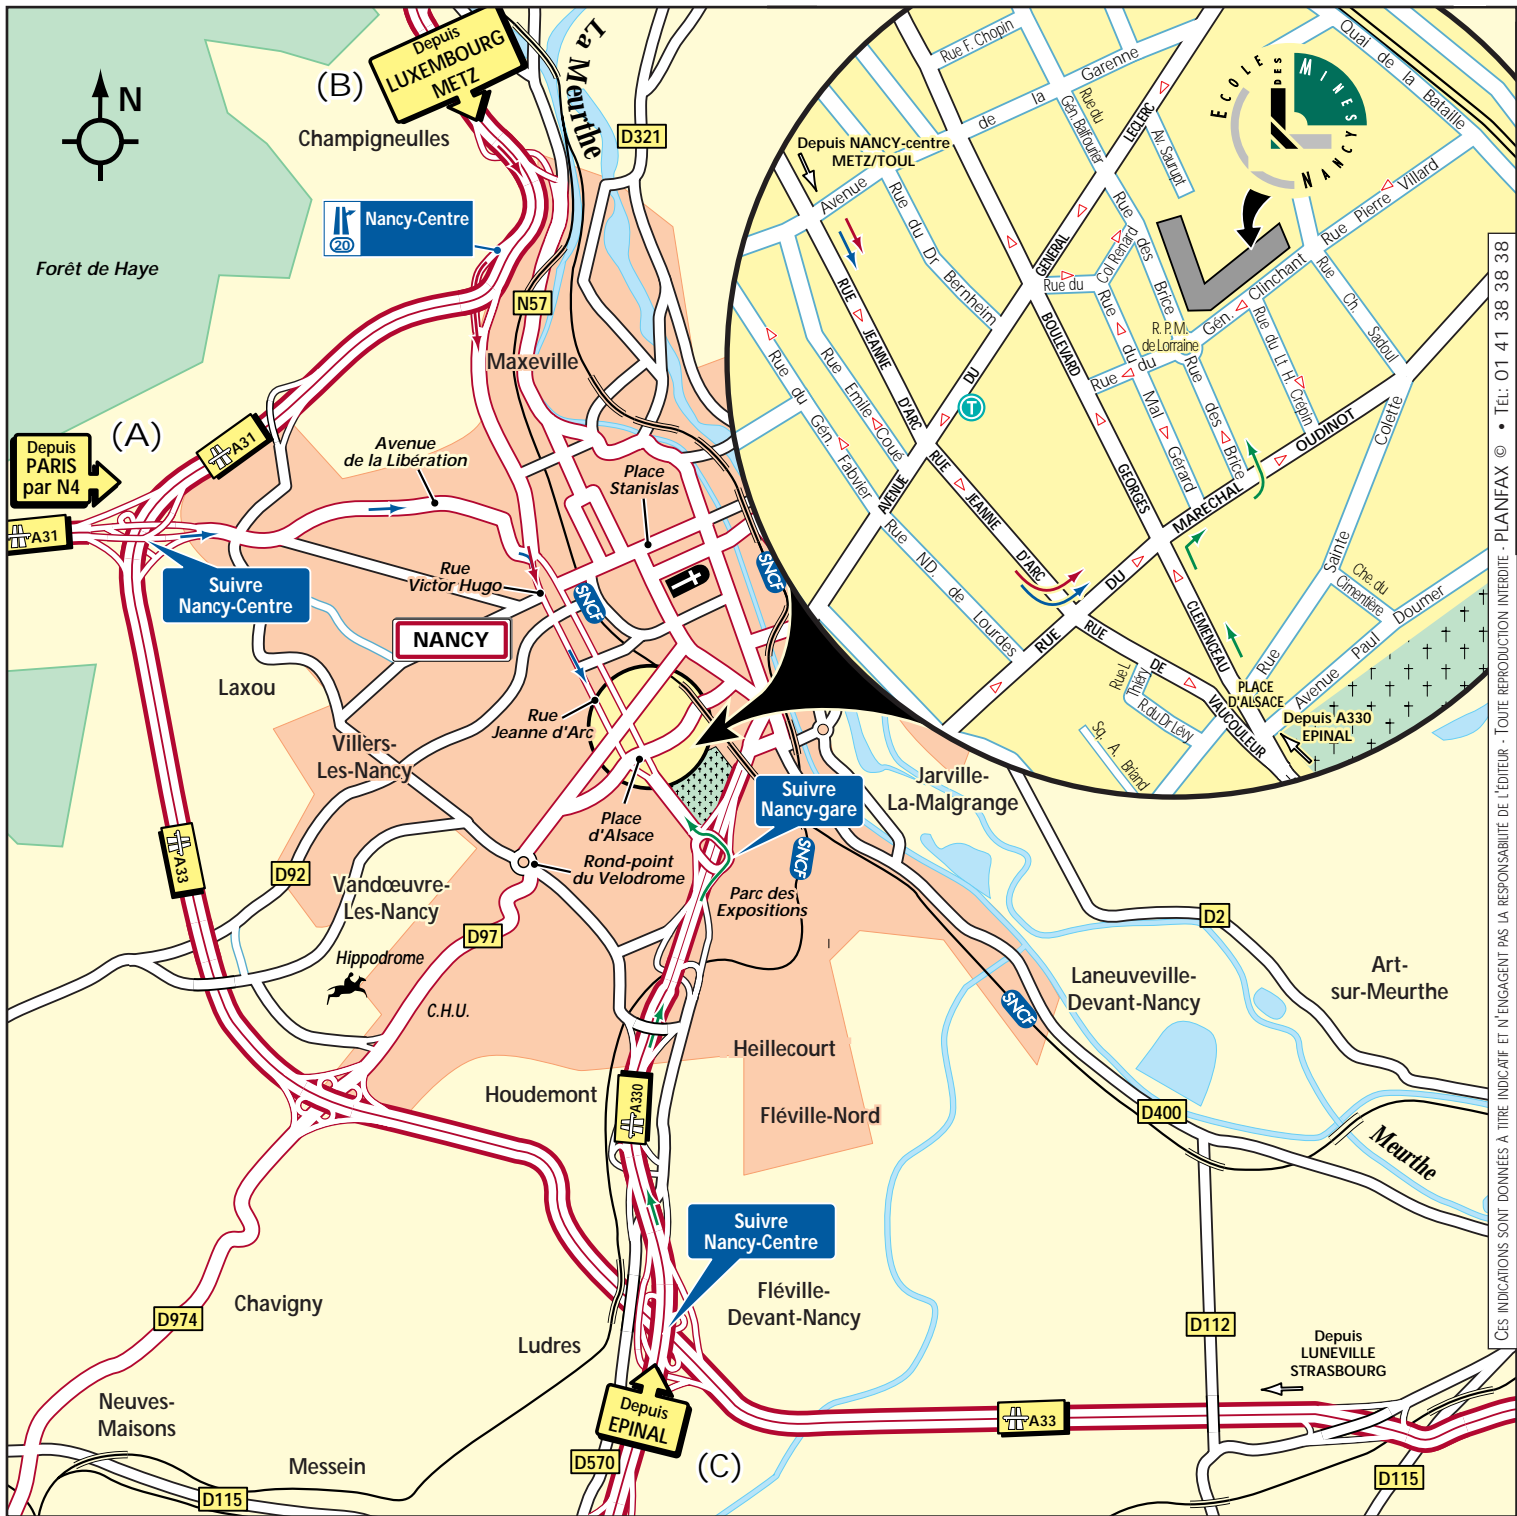 Depuis
LUXEMBOURG
METZ
(B)
La Meurthe
N
Champigneulles
D321
Nancy-Centre
20
Forêt de Haye
N57
Maxeville
(A)
Depuis
PARIS
par N4
A31
A31
Avenue
de la Libération
Place
Stanislas
Suivre
Nancy-Centre
Rue
Victor Hugo
SNCF
SNCF
NANCY
Laxou
Rue
Jeanne d'Arc
Villers-
Les-Nancy
Suivre
Nancy-gare
Jarville-
La-Malgrange
Place
d'Alsace
SNCF
A33
D92
Rond-point
du Velodrome
Vandœuvre-
Les-Nancy
Parc des
Expositions
D97
D2
Hippodrome
C.H.U.
Laneuveville-
Devant-Nancy
Art-
sur-Meurthe
SNCF
Heillecourt
Houdemont
A330
Fléville-Nord
D400
Meurthe
Suivre
Nancy-Centre
Chavigny
D974
Fléville-
Devant-Nancy
Ludres
D112
Depuis
LUNEVILLE
STRASBOURG
Neuves-
Maisons
Depuis
EPINAL
A33
(C)
Messein
D570
D115
D115
Rue F. Chopin
Avenue de la Garenne
Rue du
Gén. Balfourier
LECLERC
Av. Saurupt
ECOLE DES MINES NANCY
Quai de la Bataille
Depuis NANCY-centre
METZ/TOUL
Rue du Dr Bernheim
Rue Pierre Villard
Rue des Brice
GENERAL
Col Renard
Rue du
RUE JEANNE D'ARC
BOULEVARD
Rue du Mal Gérard
R. P. M.
de Lorraine
Rue du Gén. Clinchant
Rue Ch. Sadoul
Rue du Lt H. Crépin
Rue Emile Coué
Rue du Gén. Fabvier
DU
T
AVENUE
RUE JEANNE D'ARC
GEORGES
Rue des Brice
OUDINOT
MARECHAL
Rue Sainte Colette
Rue ND. de Lourdes
DU
RUE
CLEMENCEAU
Che. du
Cimentière
Avenue Paul Doumer
RUE DE VAUCOULEUR
Rue L
Thiéry
R. du Dr Lévy
Sq. A. Briand
PLACE
D'ALSACE
Depuis A330
EPINAL
CES INDICATIONS SONT DONNÉES À TITRE INDICATIF ET N'ENGAGENT PAS LA RESPONSABILITÉ DE L'ÉDITEUR - TOUTE REPRODUCTION INTERDITE - PLANFAX © • TÉL: 01 41 38 38 38